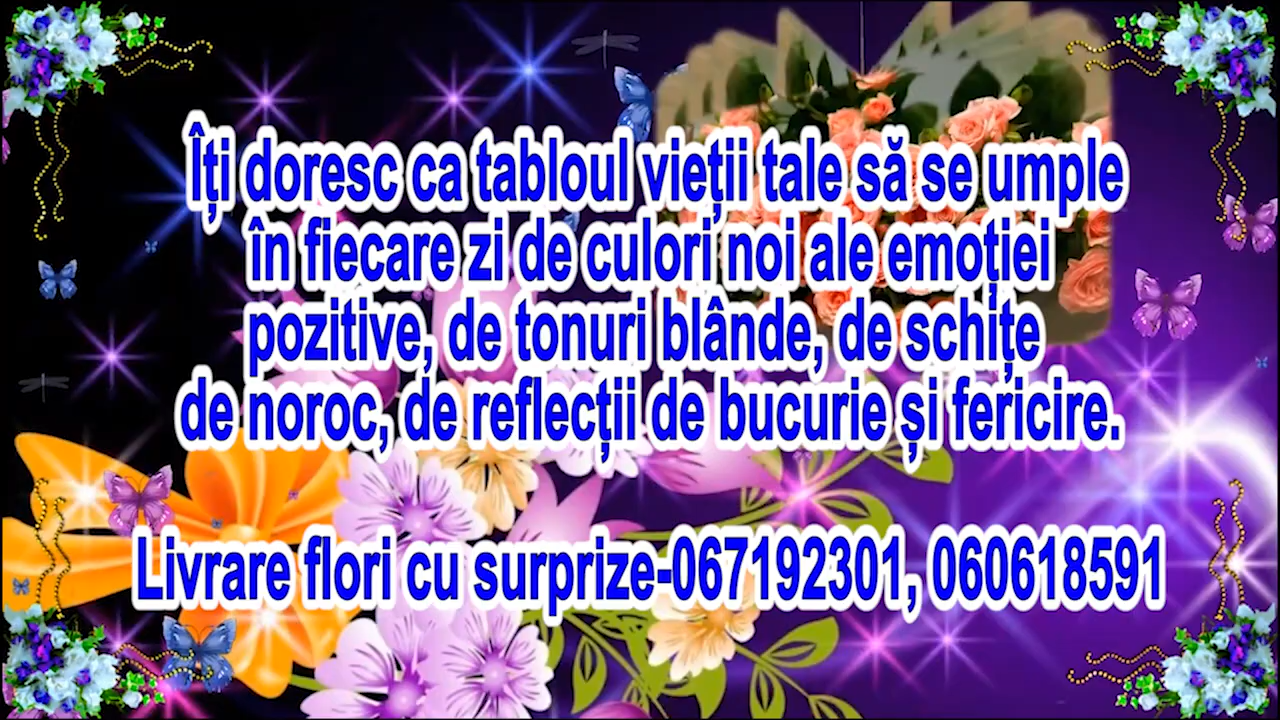 Îți doresc ca tabloul vieții tale să se umple
în fiecare zi de culori noi ale emoției
pozitive, de tonuri blânde, de schițe
de noroc, de reflecții de bucurie și fericire.
Livrare flori cu surprize-067192301, 060618591